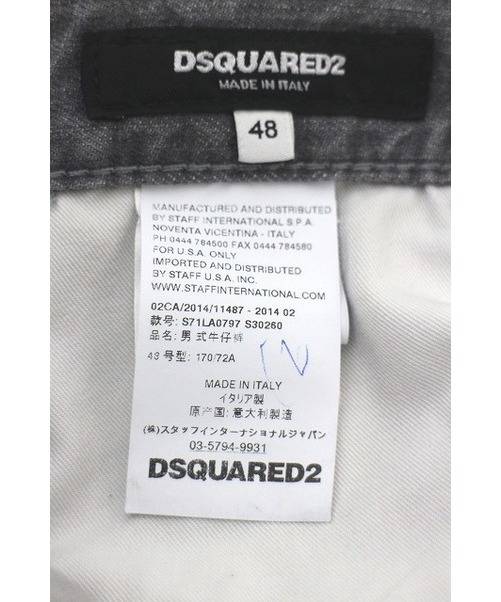 DSQUARED2
MADE IN ITALY
48
MANUFACTURED AND DISTRIBUTED
BY STAFF INTERNATIONAL S.P.A.
NOVENTA VICENTINA - ITALY
PH 0444 784500 FAX 0444 784580
FOR U.S.A. ONLY
IMPORTED AND DISTRIBUTED
BY STAFF U.S.A. INC.
WWW.STAFFINTERNATIONAL.COM
02CA/2014/11487 - 2014 02
款号: S71LA0797 S30260
品名: 男式牛仔裤
48 号型: 170/72A
MADE IN ITALY
イタリア製
原产国: 意大利製造
(株)スタッフインターナショナルジャパン
03-5794-9931
DSQUARED2